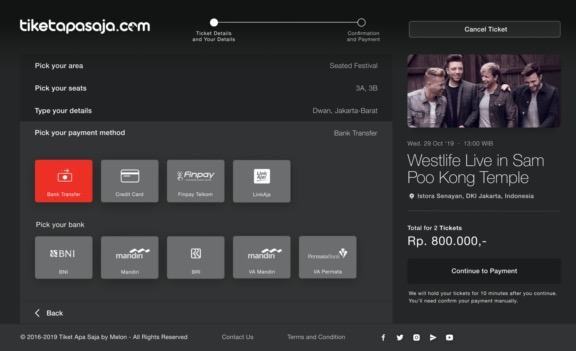 tiketapasaja.com
Ticket Details
and Your Details
Confirmation
and Payment
Cancel Ticket
Pick your area
Seated Festival
Pick your seats
3A, 3B
Type your details
Dwan, Jakarta-Barat
Pick your payment method
Bank Transfer
Bank Transfer
Credit Card
Finpay
Finpay Telkom
Link
Aja!
LinkAja
Pick your bank
BNI
BNI
mandiri
Mandiri
BRI
mandiri
VA Mandiri
PermataBank
VA Permata
Back
Wed. 29 Oct '19 · 13:00 WIB
Westlife Live in Sam
Poo Kong Temple
Istora Senayan, DKI Jakarta, Indonesia
Total for 2 Tickets
Rp. 800.000,-
Continue to Payment
We will hold your tickets for 10 minutes after you continue.
You'll need confirm your payment manually.
© 2016-2019 Tiket Apa Saja by Melon - All Rights Reserved
Contact Us
Terms and Condition